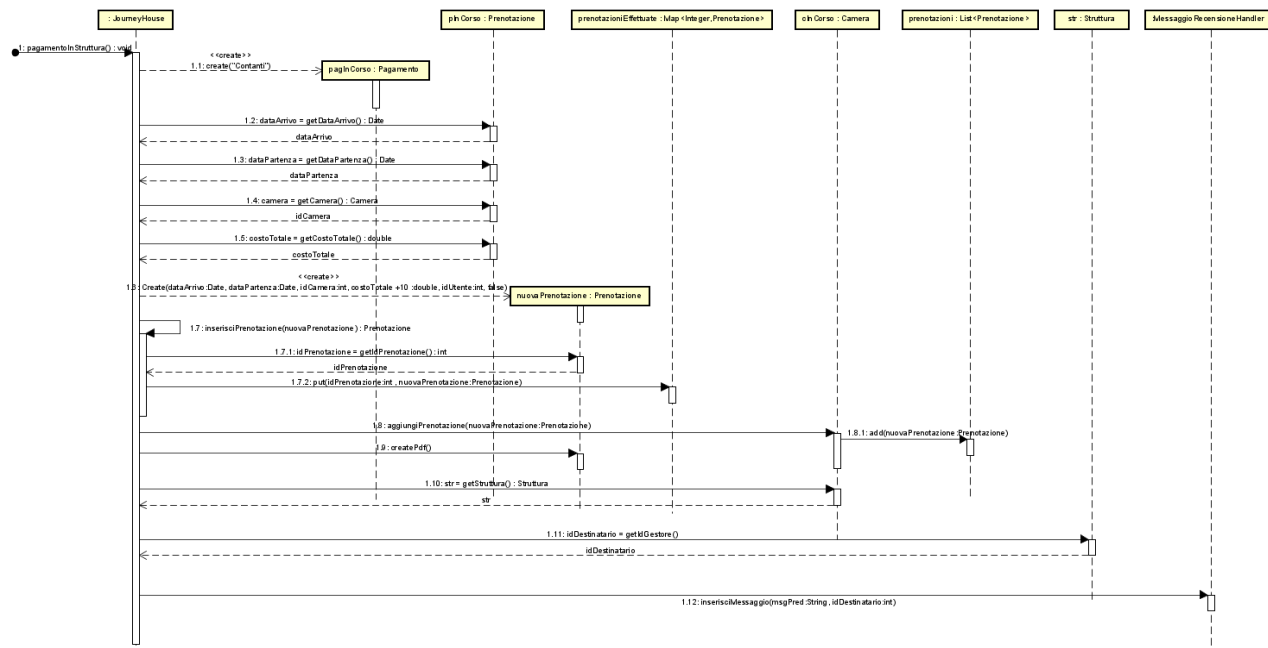 : JourneyHouse
pInCorso : Prenotazione
prenotazioniEffettuate : Map<Integer,Prenotazione>
cInCorso : Camera
prenotazioni : List<Prenotazione>
str : Struttura
:MessaggioRecensioneHandler
1: pagamentoInStruttura() : void
<<create>>
1.1: create("Contanti")
pagInCorso : Pagamento
1.2: dataArrivo = getDataArrivo() : Date
dataArrivo
1.3: dataPartenza = getDataPartenza() : Date
dataPartenza
1.4: camera = getCamera() : Camera
idCamera
1.5: costoTotale = getCostoTotale() : double
costoTotale
<<create>>
1.6: Create(dataArrivo:Date, dataPartenza:Date, idCamera:int, costoTotale +10 :double, idUtente:int, false)
nuovaPrenotazione : Prenotazione
1.7: inserisciPrenotazione(nuovaPrenotazione) : Prenotazione
1.7.1: idPrenotazione = getIdPrenotazione() : int
idPrenotazione
1.7.2: put(idPrenotazione:int , nuovaPrenotazione:Prenotazione)
1.8: aggiungiPrenotazione(nuovaPrenotazione:Prenotazione)
1.8.1: add(nuovaPrenotazione:Prenotazione)
1.9: createPdf()
1.10: str = getStruttura() : Struttura
str
1.11: idDestinatario = getIdGestore()
idDestinatario
1.12: inserisciMessaggio(msgPred:String, idDestinatario:int)